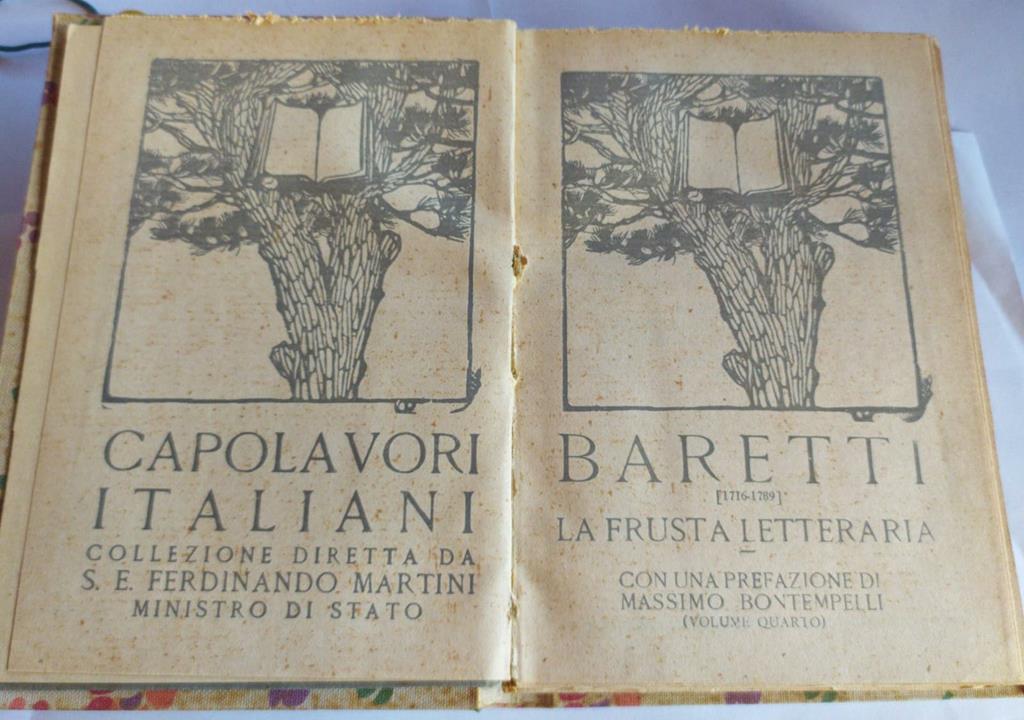 CAPOLAVORI
ITALIANI
COLLEZIONE DIRETTA DA
S. E. FERDINANDO MARTINI
MINISTRO DI STATO
BARETTI
[1716-1789]
LA FRUSTA LETTERARIA
CON UNA PREFAZIONE DI
MASSIMO BONTEMPELLI
(VOLUME QUARTO)